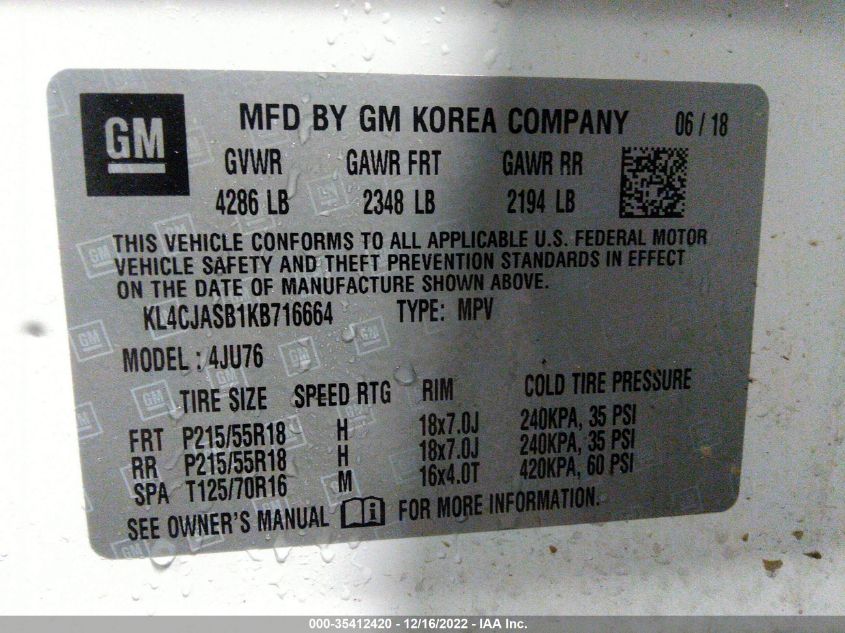 GM MFD BY GM KOREA COMPANY 06 / 18
GVWR GAWR FRT GAWR RR
4286 LB 2348 LB 2194 LB
THIS VEHICLE CONFORMS TO ALL APPLICABLE U.S. FEDERAL MOTOR
VEHICLE SAFETY AND THEFT PREVENTION STANDARDS IN EFFECT
ON THE DATE OF MANUFACTURE SHOWN ABOVE.
KL4CJASB1KB716664 TYPE: MPV
MODEL : 4JU76
TIRE SIZE SPEED RTG RIM COLD TIRE PRESSURE
FRT P215/55R18 H 18x7.0J 240KPA, 35 PSI
RR P215/55R18 H 18x7.0J 240KPA, 35 PSI
SPA T125/70R16 M 16x4.0T 420KPA, 60 PSI
SEE OWNER'S MANUAL i FOR MORE INFORMATION.
000-35412420 - 12/16/2022 - IAA Inc.